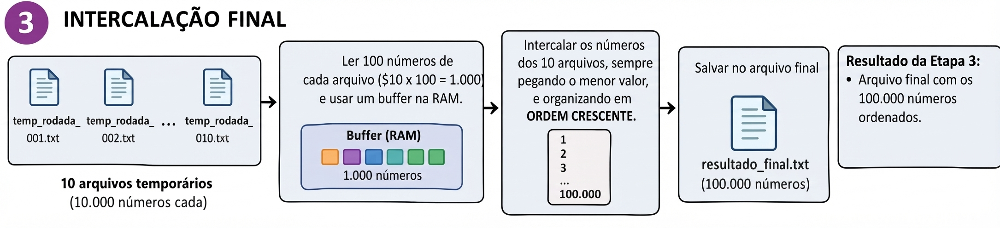 3
INTERCALAÇÃO FINAL
temp_rodada_
001.txt
temp_rodada_
002.txt
...
temp_rodada_
010.txt
10 arquivos temporários
(10.000 números cada)
Ler 100 números de
cada arquivo ($10 x 100 = 1.000)
e usar um buffer na RAM.
Buffer (RAM)
1.000 números
Intercalar os números
dos 10 arquivos, sempre
pegando o menor valor,
e organizando em
ORDEM CRESCENTE.
1
2
3
...
100.000
Salvar no arquivo final
resultado_final.txt
(100.000 números)
Resultado da Etapa 3:
• Arquivo final com os
100.000 números
ordenados.